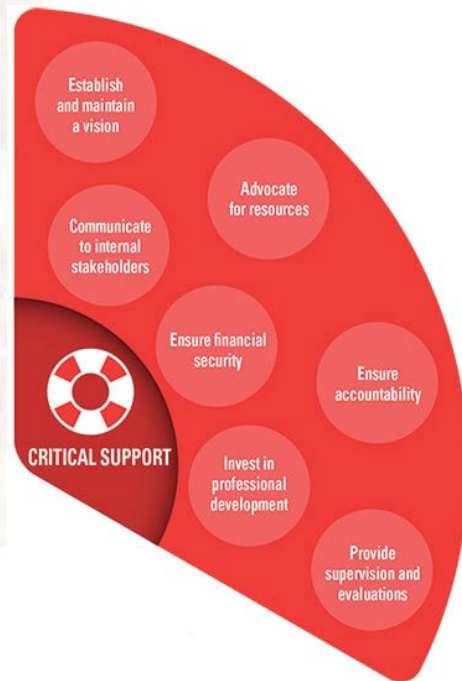 Establish
and maintain
a vision
Advocate
for resources
Communicate
to internal
stakeholders
Ensure financial
security
Ensure
accountability
CRITICAL SUPPORT
Invest in
professional
development
Provide
supervision and
evaluations